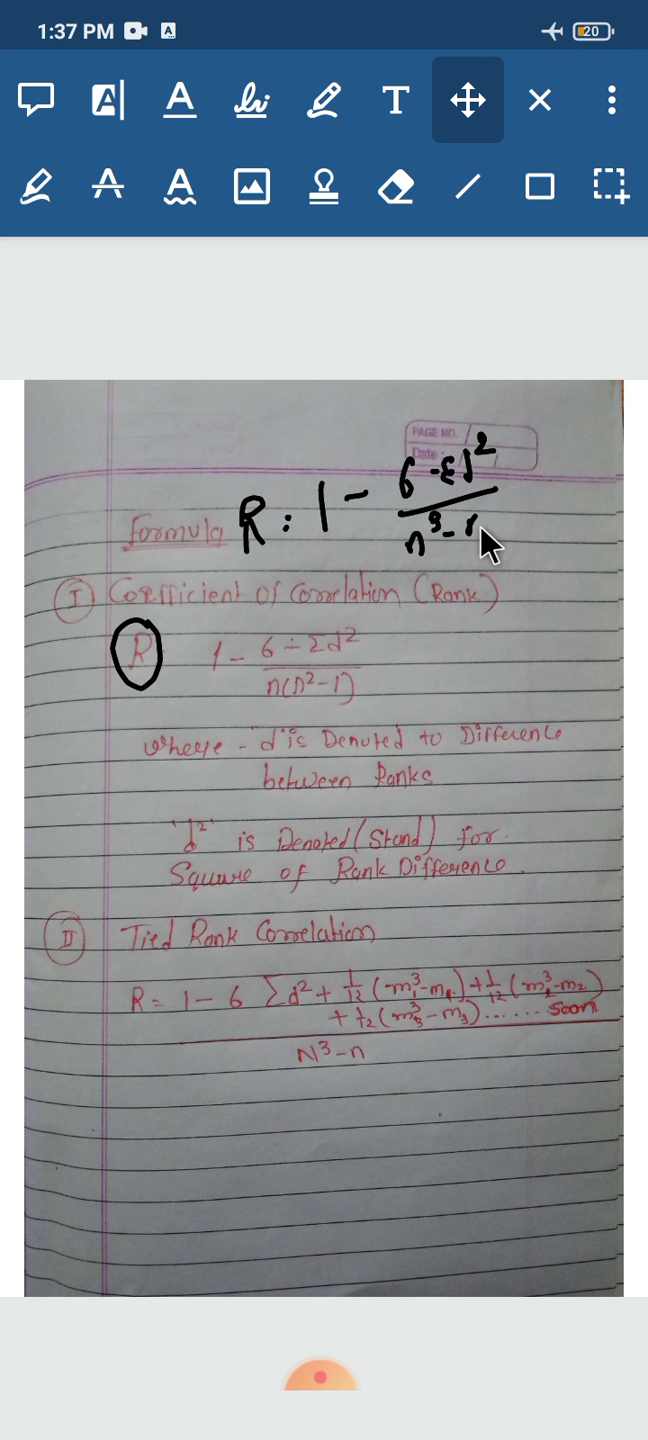 1:37 PM
20
PAGE NO.
Date :
R : 1 - 6 - Σd²
n³ - 
Formula
I Coefficient of Correlation (Rank)
R 1 - 6 ÷ Σd²
n(n² - 1)
where - 'd' is Denoted to Difference
between Ranks
'd²' is Denoted (Stand) for
Square of Rank Difference.
II Tied Rank Correlation
R = 1 - 6 Σd² + 1/12 (m₁³ - m₁) + 1/12 (m₂³ - m₂)
+ 1/2 (m₃³ - m₃) ...... Soon
N³ - n